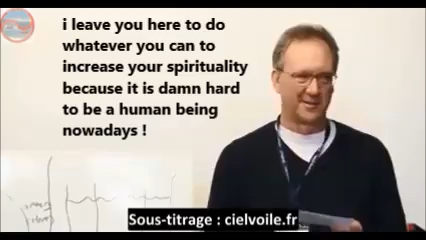 i leave you here to do
whatever you can to
increase your spirituality
because it is damn hard
to be a human being
nowadays !
Sous-titrage : cielvoile.fr